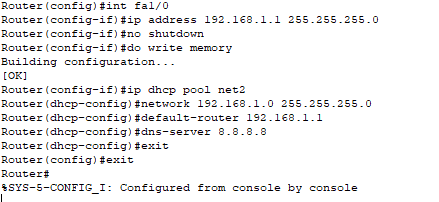 Router(config)#int fa1/0
Router(config-if)#ip address 192.168.1.1 255.255.255.0
Router(config-if)#no shutdown
Router(config-if)#do write memory
Building configuration...
[OK]
Router(config-if)#ip dhcp pool net2
Router(dhcp-config)#network 192.168.1.0 255.255.255.0
Router(dhcp-config)#default-router 192.168.1.1
Router(dhcp-config)#dns-server 8.8.8.8
Router(dhcp-config)#exit
Router(config)#exit
Router#
%SYS-5-CONFIG_I: Configured from console by console